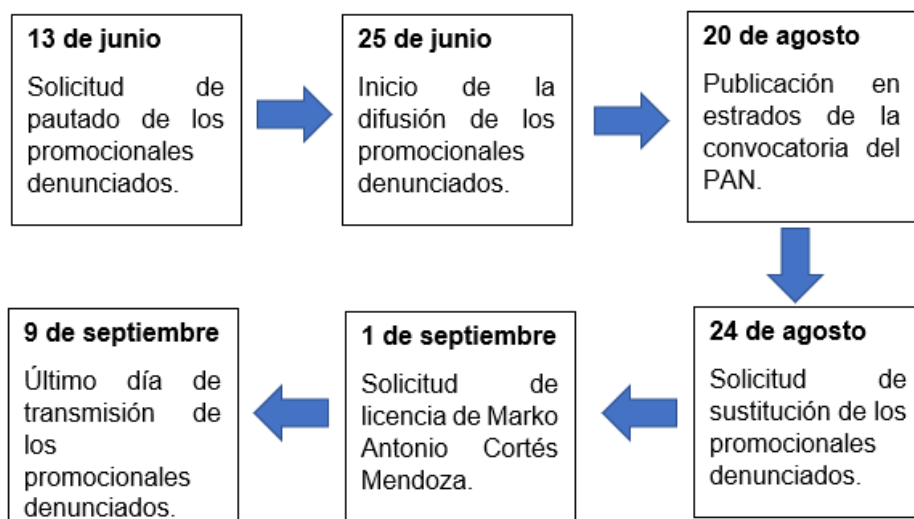 13 de junio
Solicitud de
pautado de los
promocionales
denunciados.
25 de junio
Inicio de la
difusión de los
promocionales
denunciados.
20 de agosto
Publicación en
estrados de la
convocatoria del
PAN.
24 de agosto
Solicitud de
sustitución de los
promocionales
denunciados.
1 de septiembre
Solicitud de
licencia de Marko
Antonio Cortés
Mendoza.
9 de septiembre
Último día de
transmisión de
los
promocionales
denunciados.